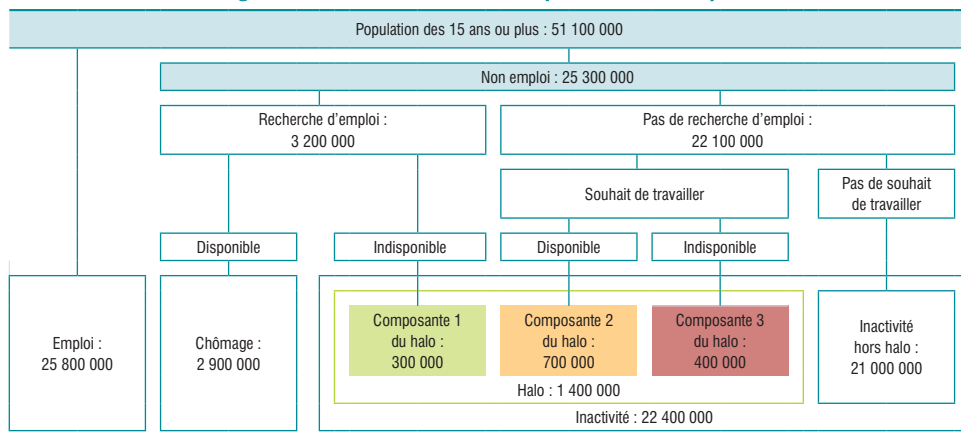 Population des 15 ans ou plus : 51 100 000
Non emploi : 25 300 000
Recherche d'emploi :
3 200 000
Pas de recherche d'emploi :
22 100 000
Souhait de travailler
Pas de souhait
de travailler
Disponible
Indisponible
Disponible
Indisponible
Emploi :
25 800 000
Chômage :
2 900 000
Composante 1
du halo :
300 000
Composante 2
du halo :
700 000
Composante 3
du halo :
400 000
Inactivité
hors halo :
21 000 000
Halo : 1 400 000
Inactivité : 22 400 000